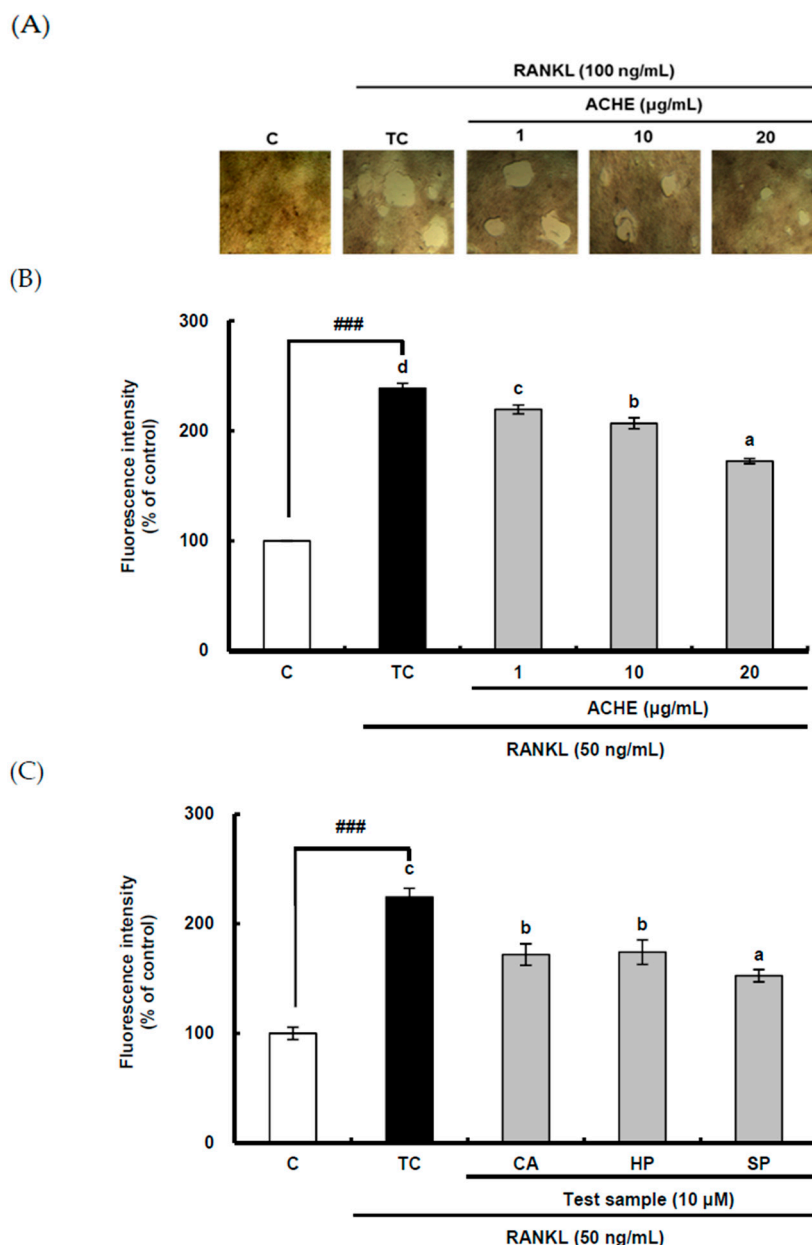 (A)
RANKL (100 ng/mL)
ACHE (µg/mL)
C TC 1 10 20
(B)
Fluorescence intensity
(% of control)
300
200
100
0
###
d
c
b
a
C TC 1 10 20
ACHE (µg/mL)
RANKL (50 ng/mL)
(C)
Fluorescence intensity
(% of control)
300
200
100
0
###
c
b
b
a
C TC CA HP SP
Test sample (10 µM)
RANKL (50 ng/mL)